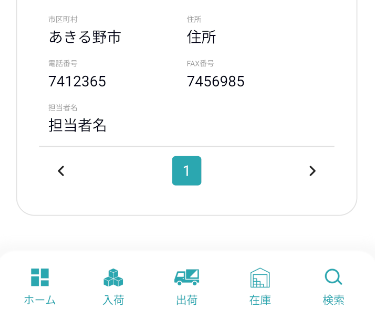 市区町村 住所
あきる野市 住所
電話番号 FAX番号
7412365 7456985
担当者名
担当者名
1
ホーム 入荷 出荷 在庫 検索